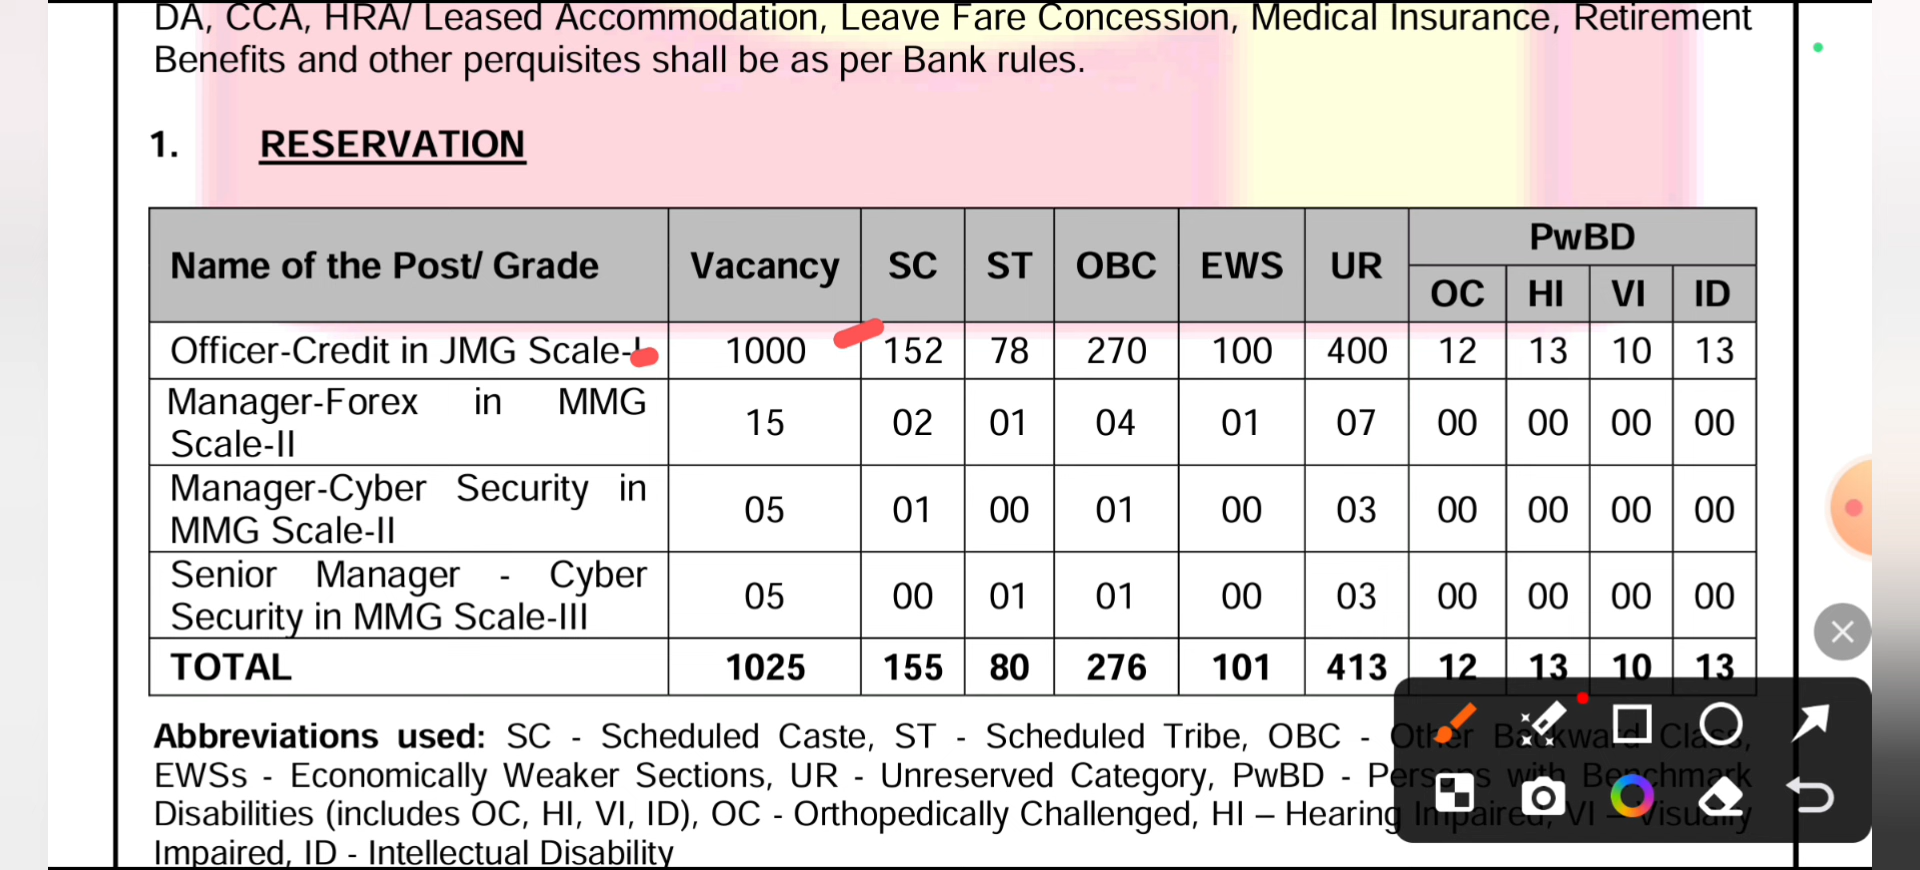 DA, CCA, HRA/ Leased Accommodation, Leave Fare Concession, Medical Insurance, Retirement
Benefits and other perquisites shall be as per Bank rules.
1. RESERVATION
Name of the Post/ Grade Vacancy SC ST OBC EWS UR PwBD
OC HI VI ID
Officer-Credit in JMG Scale-I 1000 152 78 270 100 400 12 13 10 13
Manager-Forex in MMG
Scale-II 15 02 01 04 01 07 00 00 00 00
Manager-Cyber Security in
MMG Scale-II 05 01 00 01 00 03 00 00 00 00
Senior Manager - Cyber
Security in MMG Scale-III 05 00 01 01 00 03 00 00 00 00
TOTAL 1025 155 80 276 101 413 12 13 10 13
Abbreviations used: SC - Scheduled Caste, ST - Scheduled Tribe, OBC - Other Backward Class,
EWSs - Economically Weaker Sections, UR - Unreserved Category, PwBD - Persons with Benchmark
Disabilities (includes OC, HI, VI, ID), OC - Orthopedically Challenged, HI – Hearing Impaired, VI – Visually
Impaired, ID - Intellectual Disability